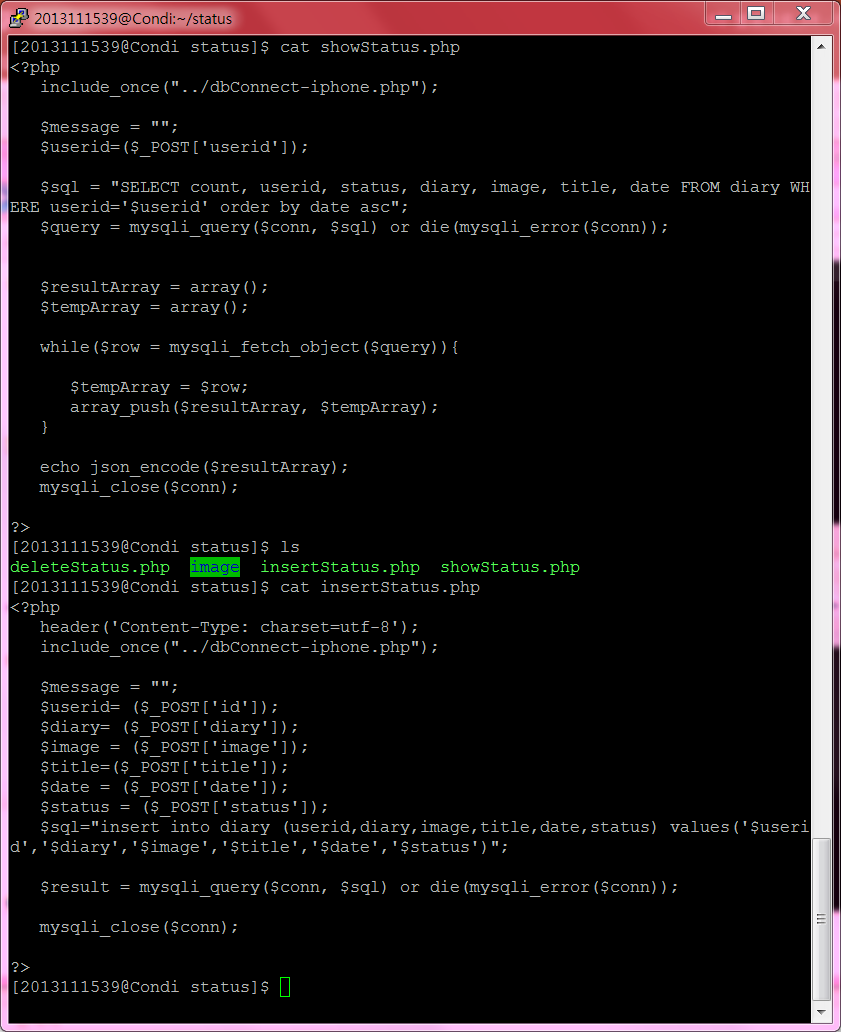 2013111539@Condi:~/status
[2013111539@Condi status]$ cat showStatus.php
<?php
   include_once("../dbConnect-iphone.php");

   $message = "";
   $userid=($_POST['userid']);

   $sql = "SELECT count, userid, status, diary, image, title, date FROM diary WH
ERE userid='$userid' order by date asc";
   $query = mysqli_query($conn, $sql) or die(mysqli_error($conn));


   $resultArray = array();
   $tempArray = array();

   while($row = mysqli_fetch_object($query)){

      $tempArray = $row;
      array_push($resultArray, $tempArray);
   }

   echo json_encode($resultArray);
   mysqli_close($conn);

?>
[2013111539@Condi status]$ ls
deleteStatus.php  image  insertStatus.php  showStatus.php
[2013111539@Condi status]$ cat insertStatus.php
<?php
   header('Content-Type: charset=utf-8');
   include_once("../dbConnect-iphone.php");

   $message = "";
   $userid= ($_POST['id']);
   $diary= ($_POST['diary']);
   $image = ($_POST['image']);
   $title=($_POST['title']);
   $date = ($_POST['date']);
   $status = ($_POST['status']);
   $sql="insert into diary (userid,diary,image,title,date,status) values('$useri
d','$diary','$image','$title','$date','$status')";

   $result = mysqli_query($conn, $sql) or die(mysqli_error($conn));

   mysqli_close($conn);

?>
[2013111539@Condi status]$